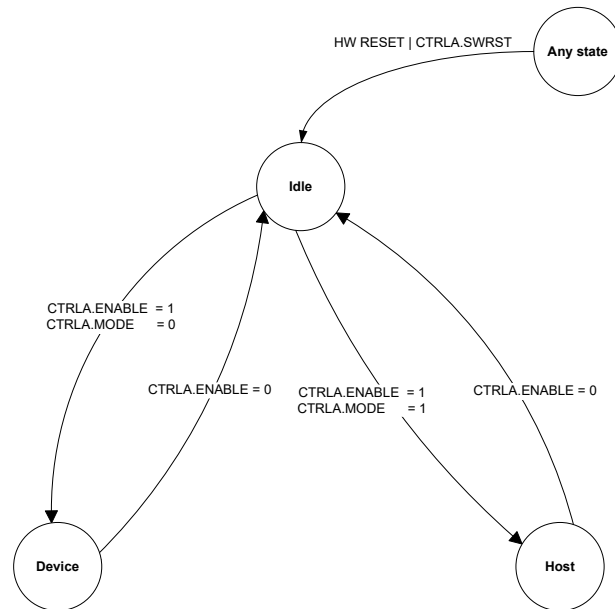 HW RESET | CTRLA.SWRST
Any state
Idle
CTRLA.ENABLE = 1
CTRLA.MODE = 0
CTRLA.ENABLE = 0
CTRLA.ENABLE = 1
CTRLA.MODE = 1
CTRLA.ENABLE = 0
Device
Host